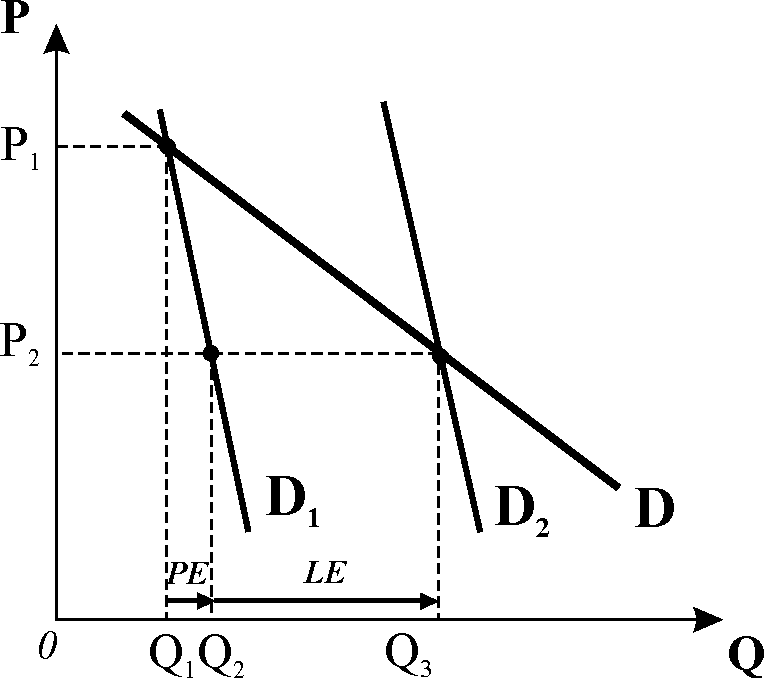 P
P₁
P₂
D₁
D₂
D
PE
LE
0
Q₁
Q₂
Q₃
Q